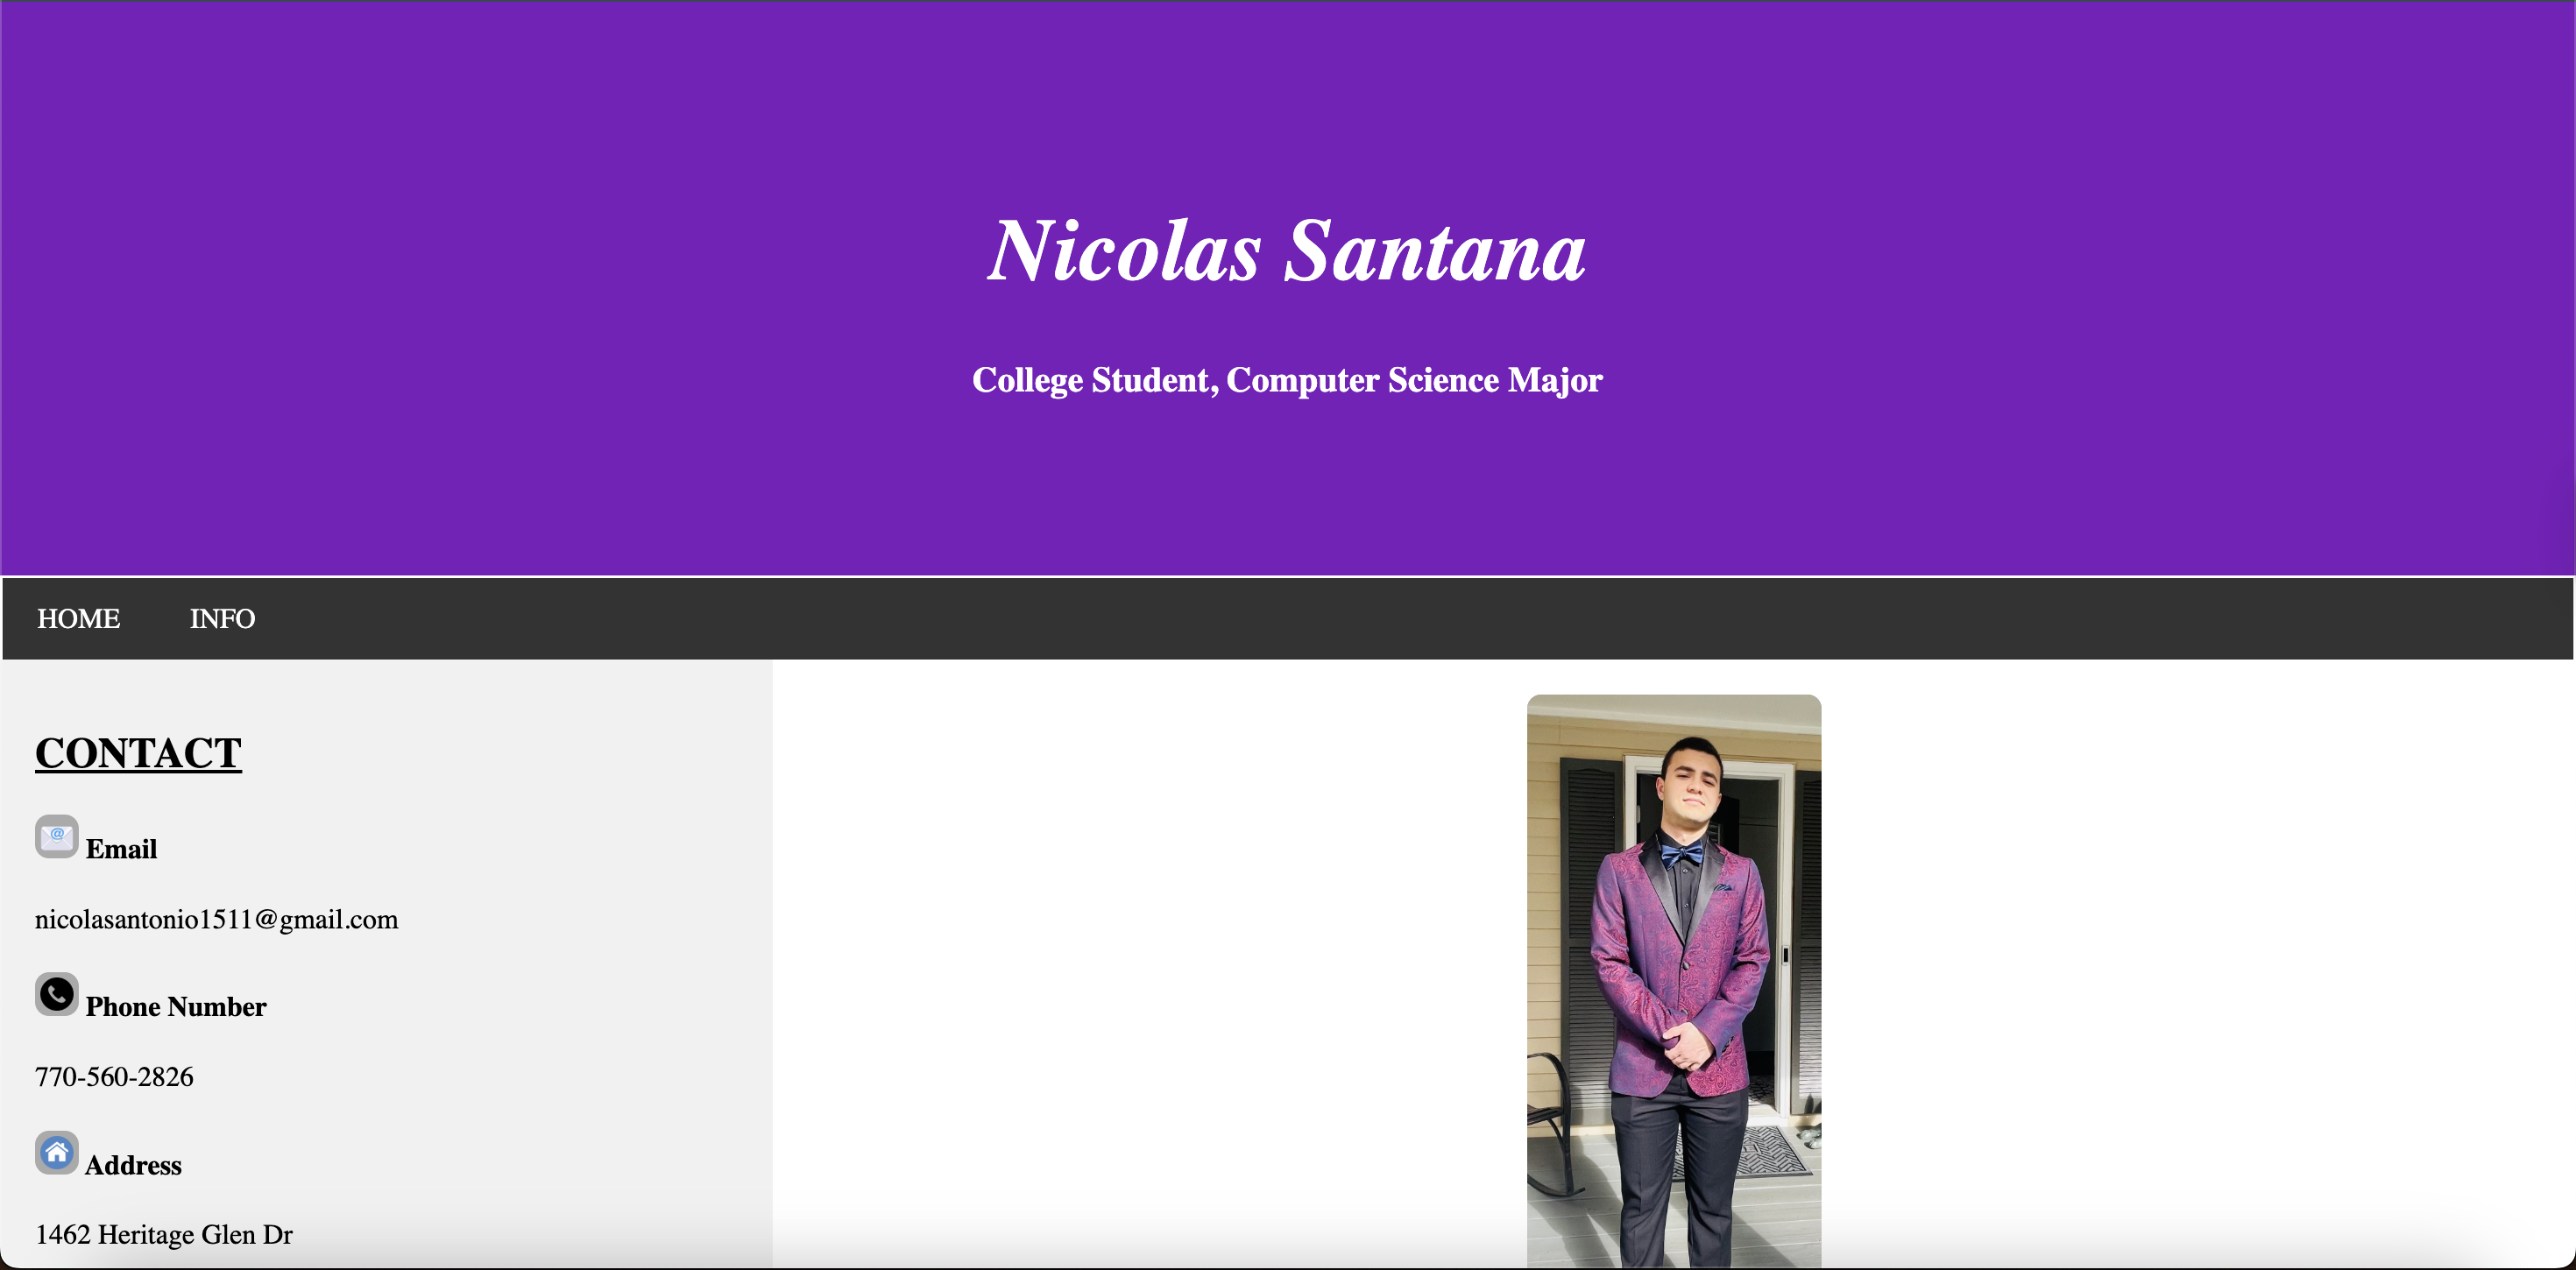 Nicolas Santana
College Student, Computer Science Major
HOME INFO
CONTACT
@ Email
nicolasantonio1511@gmail.com
Phone Number
770-560-2826
Address
1462 Heritage Glen Dr